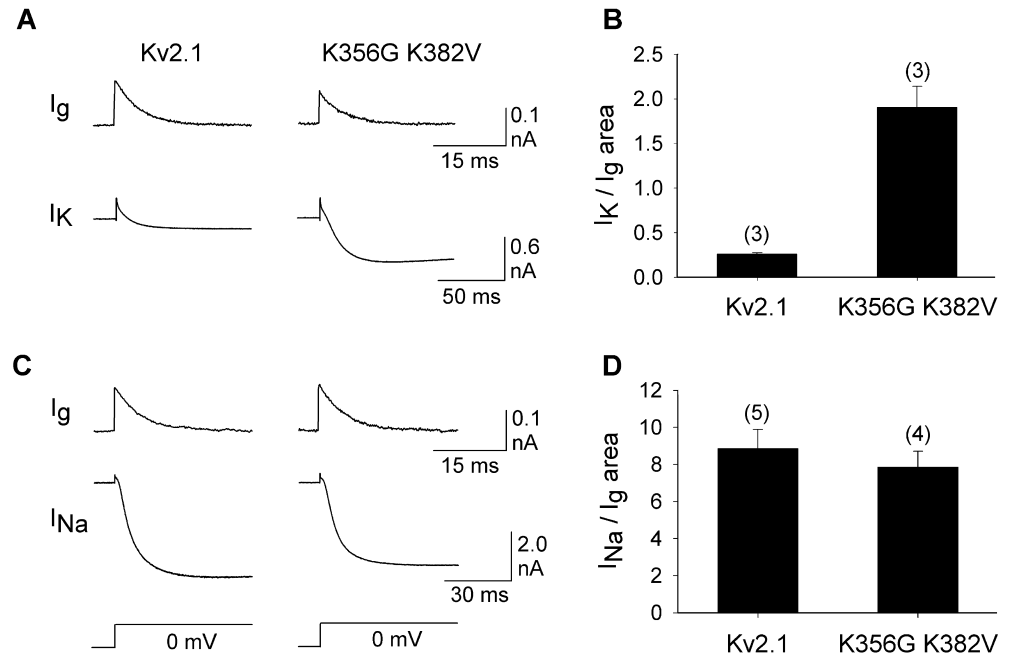 A
Kv2.1 K356G K382V
Ig
0.1
nA
15 ms
IK
0.6
nA
50 ms
B
IK / Ig area
2.5
2.0
1.5
1.0
0.5
0.0
(3)
(3)
Kv2.1 K356G K382V
C
Ig
0.1
nA
15 ms
INa
2.0
nA
30 ms
0 mV 0 mV
D
INa / Ig area
12
10
8
6
4
2
0
(5)
(4)
Kv2.1 K356G K382V